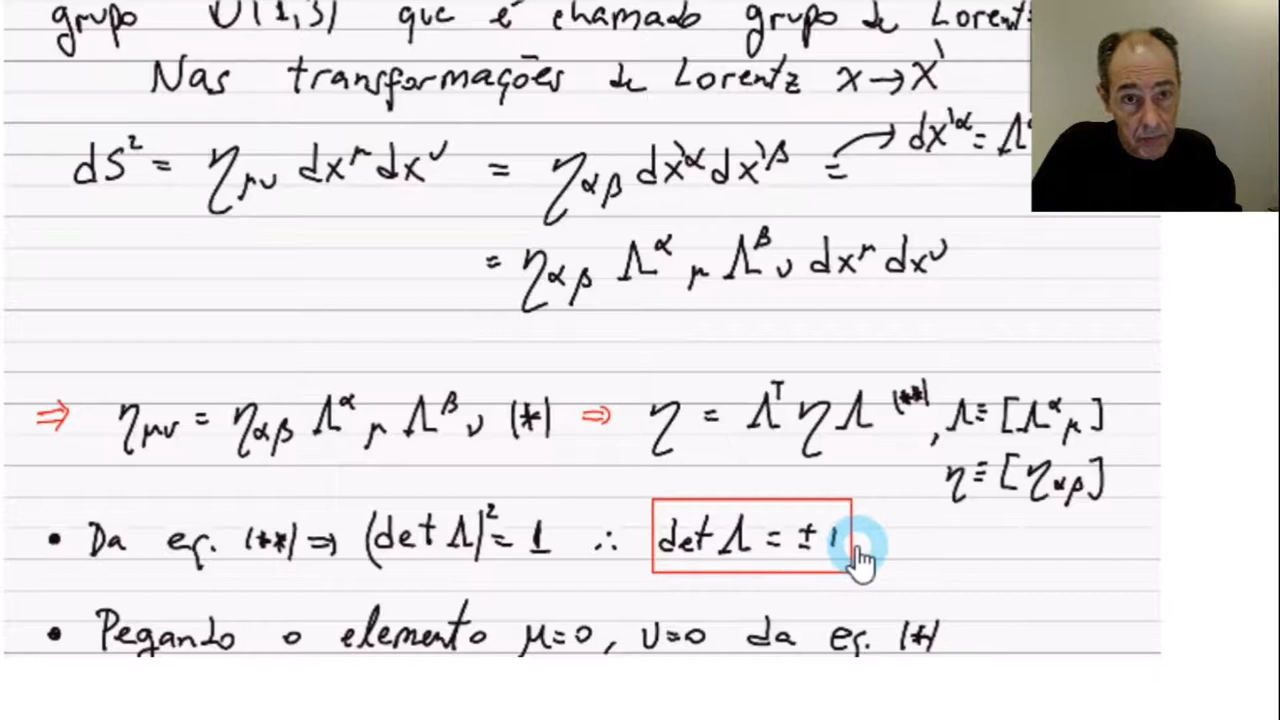 grupo O(1,3) que é chamado grupo de Lorent
Nas transformações de Lorentz x→x'
dS² = η_μν dx^μ dx^ν = η_αβ dx'^α dx'^β = → dx'^α = Λ
= η_αβ Λ^α_μ Λ^β_ν dx^μ dx^ν
⇒ η_μν = η_αβ Λ^α_μ Λ^β_ν (*) ⇒ η = Λ^T η Λ (**), Λ ≡ [Λ^α_μ]
η ≡ [η_αβ]
• Da eq. (**) ⇒ (det Λ)² = 1 ∴ det Λ = ± 1
• Pegando o elemento μ=0, ν=0 da eq. (*)